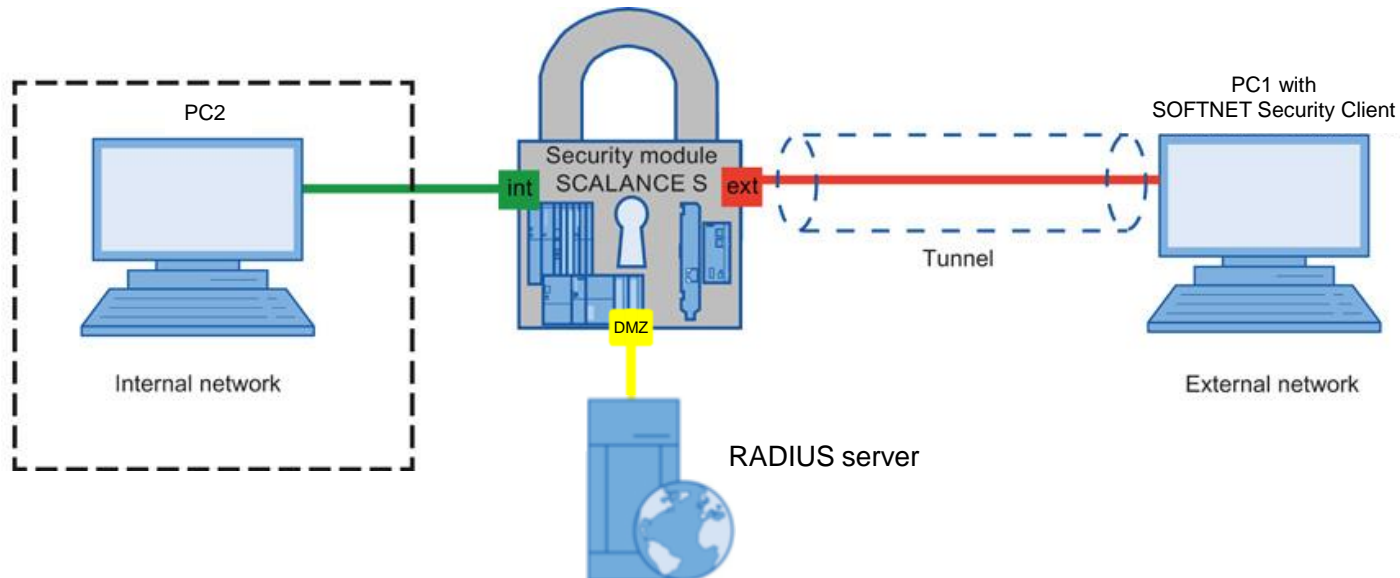 PC2
Internal network
Security module
SCALANCE S
int
ext
DMZ
RADIUS server
Tunnel
PC1 with
SOFTNET Security Client
External network